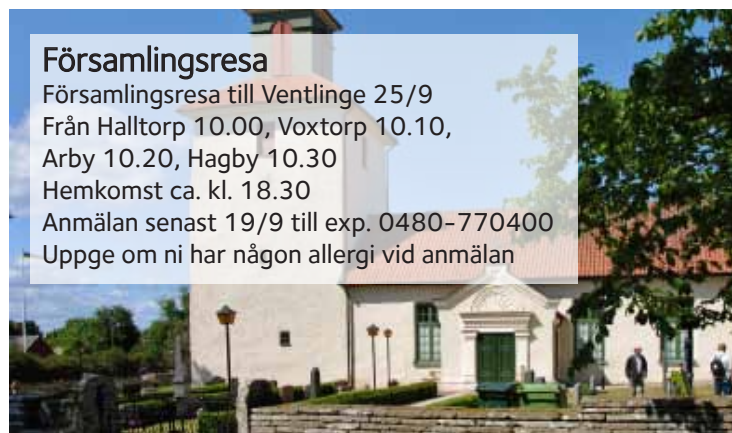 Församlingsresa
Församlingsresa till Ventlinge 25/9
Från Halltorp 10.00, Voxtorp 10.10,
Arby 10.20, Hagby 10.30
Hemkomst ca. kl. 18.30
Anmälan senast 19/9 till exp. 0480-770400
Uppge om ni har någon allergi vid anmälan